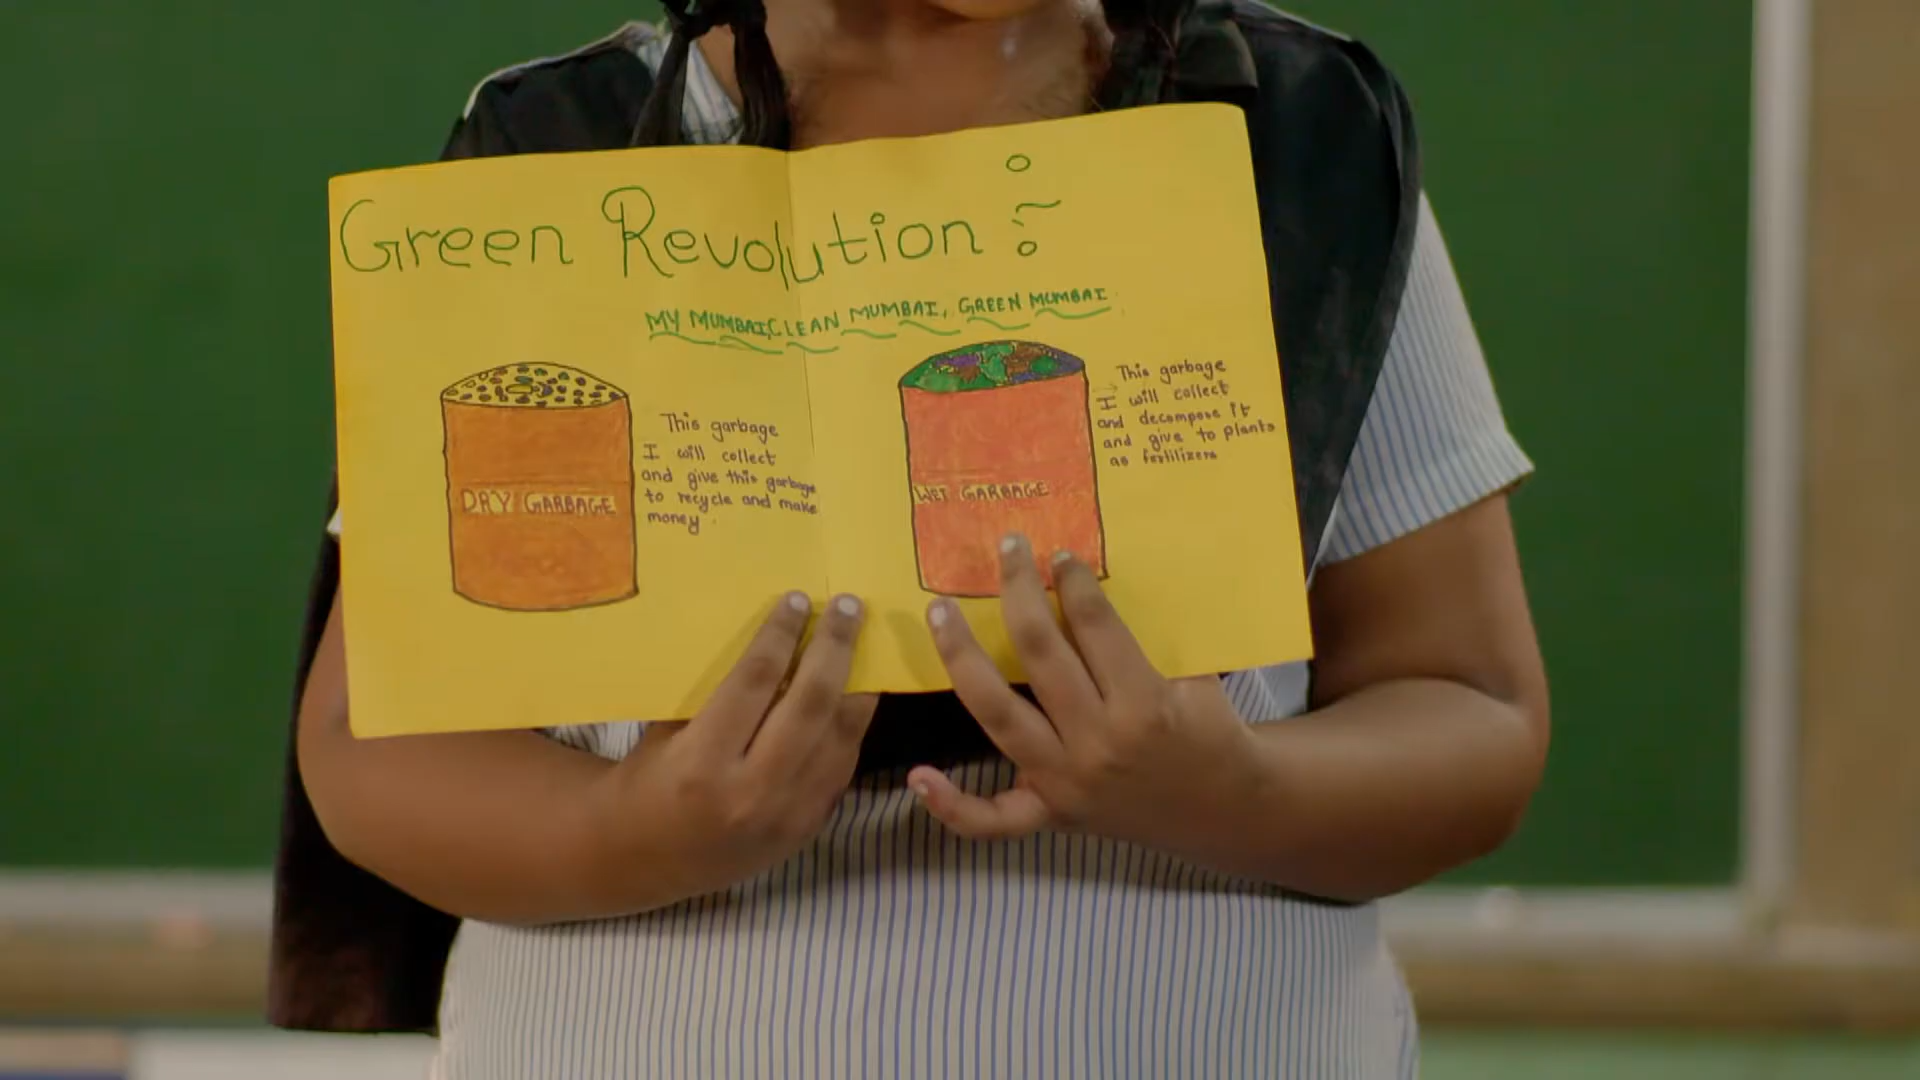 Green Revolution :
MY MUMBAI, CLEAN MUMBAI, GREEN MUMBAI
DRY GARBAGE
This garbage
I will collect
and give this garbage
to recycle and make
money.
WET GARBAGE
This garbage
I will collect
and decompose it
and give to plants
as fertilizers